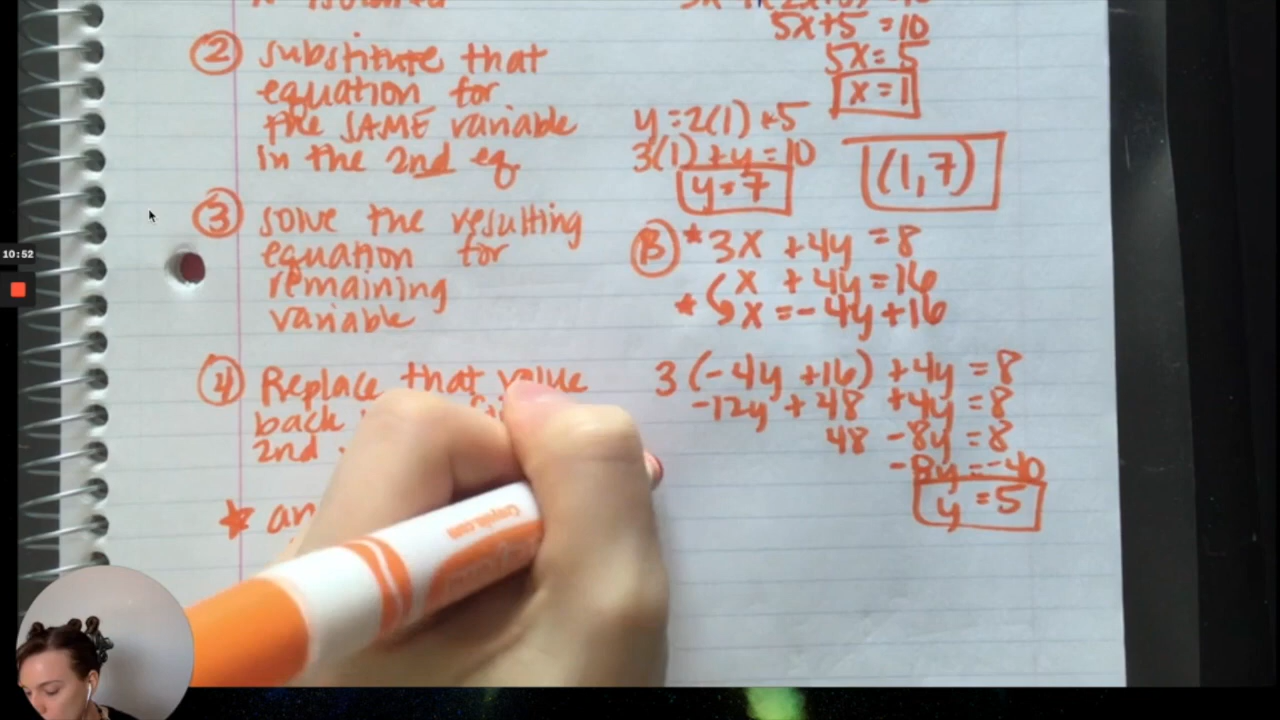 ② substitute that
equation for
the SAME variable
in the 2nd eq.
③ solve the resulting
equation for
remaining
variable
④ Replace that value
back
2nd
★ an
5x+5 =10
5x=5
x=1
y=2(1)+5
3(1)+y=10
y=7
(1,7)
Ⓑ ★ 3x +4y =8
x +4y=16
★ x =-4y+16
3(-4y +16) +4y =8
-12y + 48 +4y =8
48 -8y =8
-8y =-40
y =5
10:52
Crayola.com